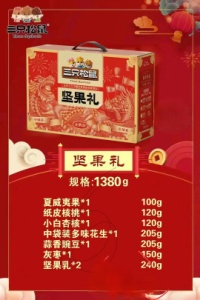 三只松鼠
三只松鼠
坚果礼
坚果礼
规格:1380g
夏威夷果*1 100g
纸皮核桃*1 120g
小白杏核*1 120g
中袋装多味花生*1 205g
蒜香豌豆*1 205g
灰枣*1 150g
坚果乳*2 240g